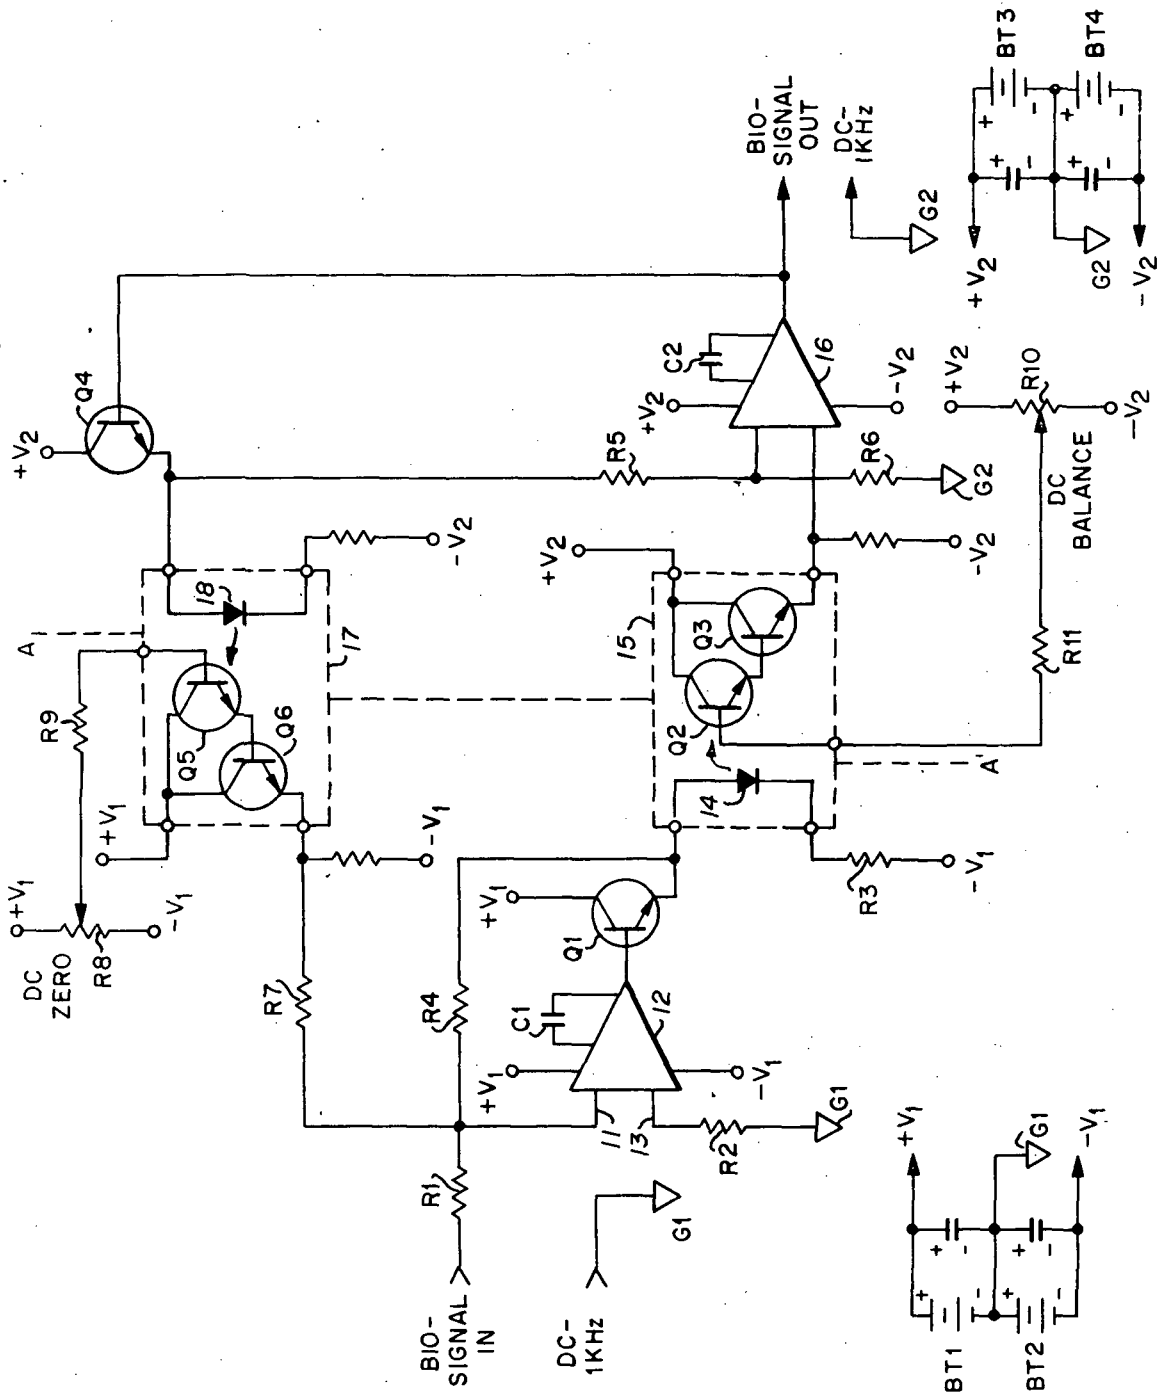 +V2
Q4
DC
ZERO
+V1
R8
-V1
R9
A
+V1
Q5
Q6
18
17
-V2
-V1
R7
R4
R5
+V2
C2
16
-V2
BIO-
SIGNAL
OUT
DC-
1KHz
G2
R6
G2
-V2
15
Q2
Q3
14
A'
R11
DC
BALANCE
+V2
R10
-V2
+V1
Q1
R3
-V1
C1
+V1
12
-V1
11
13
R2
G1
R1
BIO-
SIGNAL
IN
DC-
1KHz
G1
+V2
G2
-V2
+
-
+
-
+
-
+
-
BT3
BT4
BT1
BT2
+
-
+
-
+
-
+
-
+V1
G1
-V1